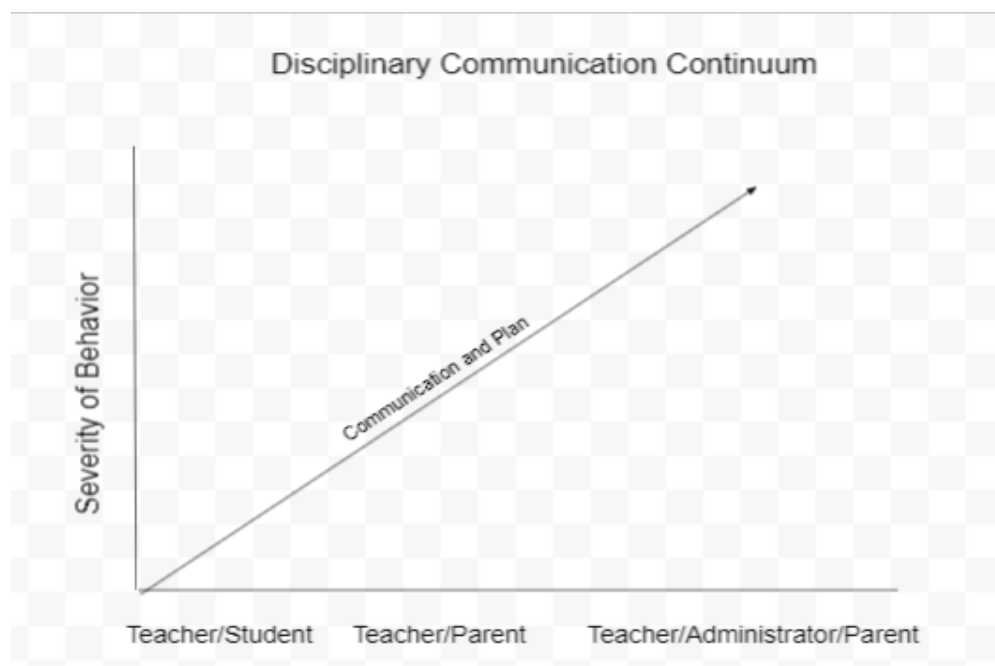 Disciplinary Communication Continuum
Severity of Behavior
Communication and Plan
Teacher/Student
Teacher/Parent
Teacher/Administrator/Parent